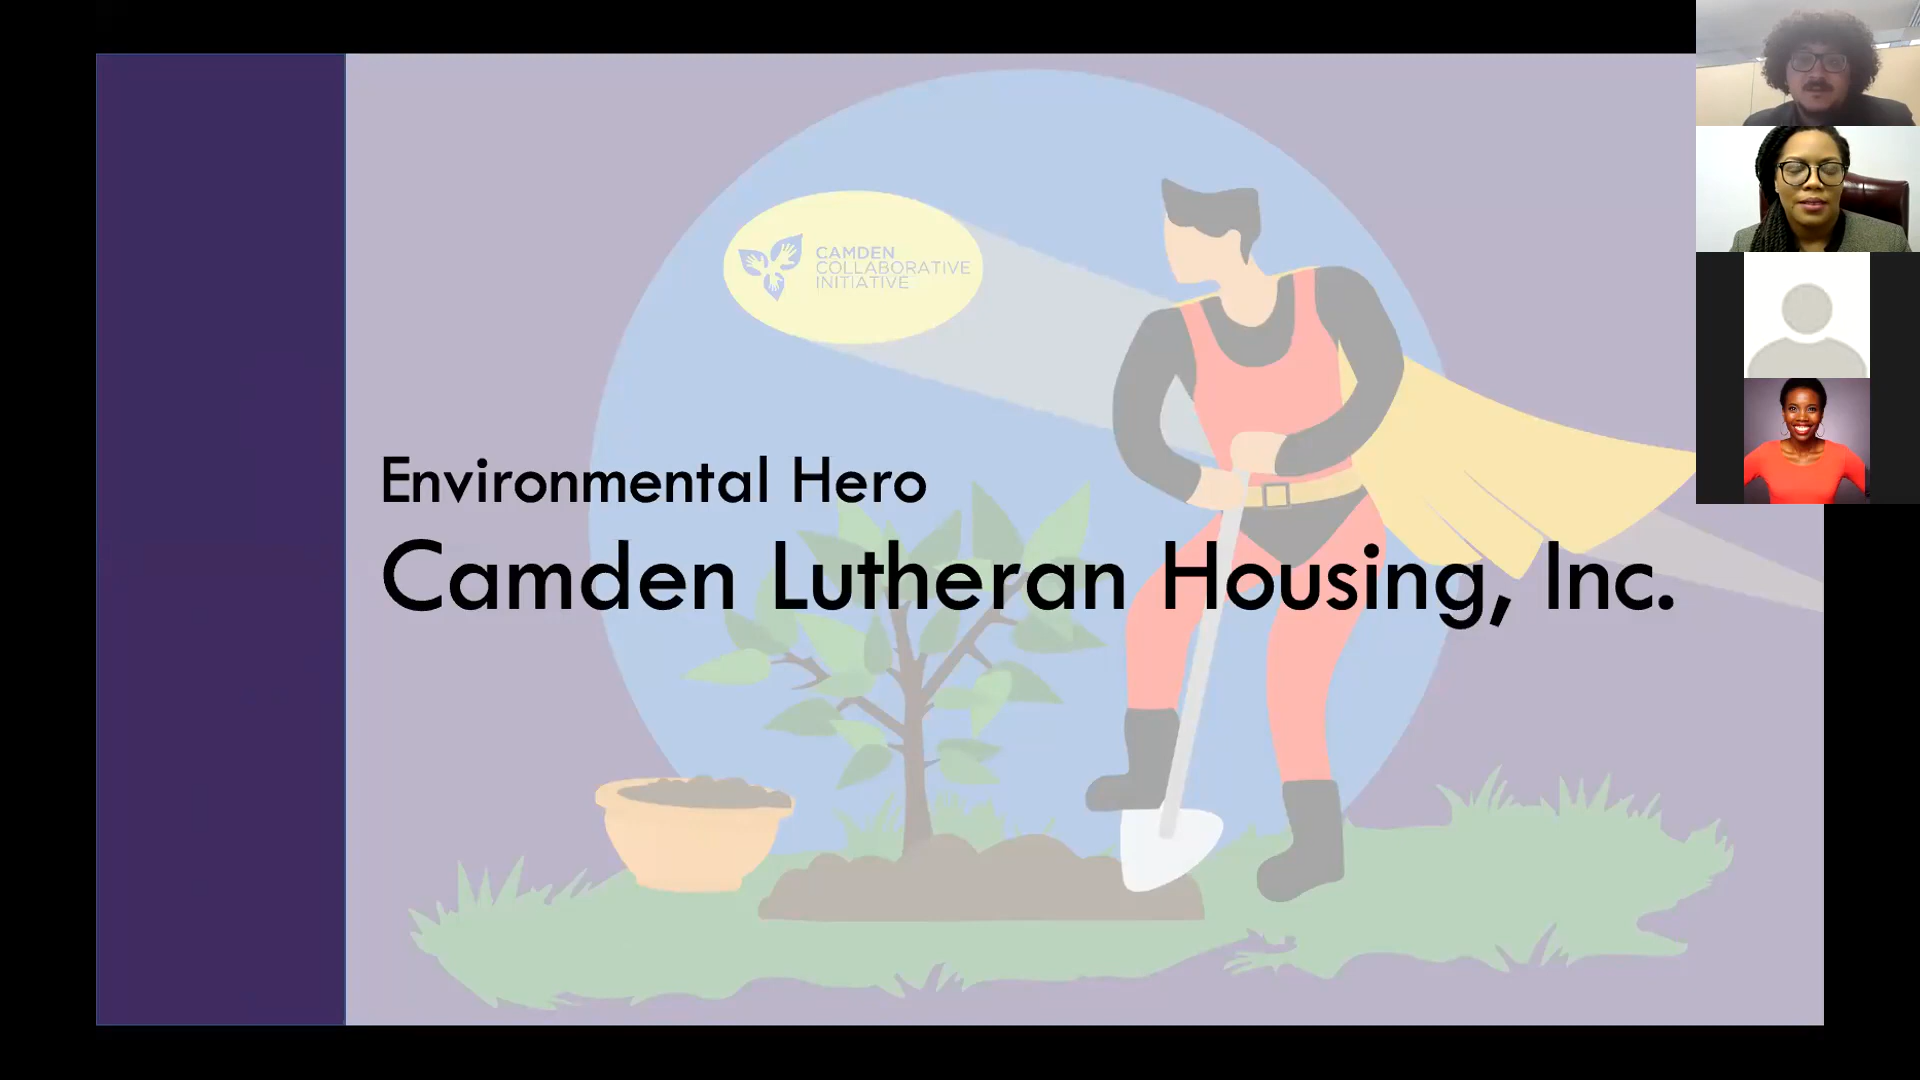 CAMDEN
COLLABORATIVE
INITIATIVE
Environmental Hero
Camden Lutheran Housing, Inc.